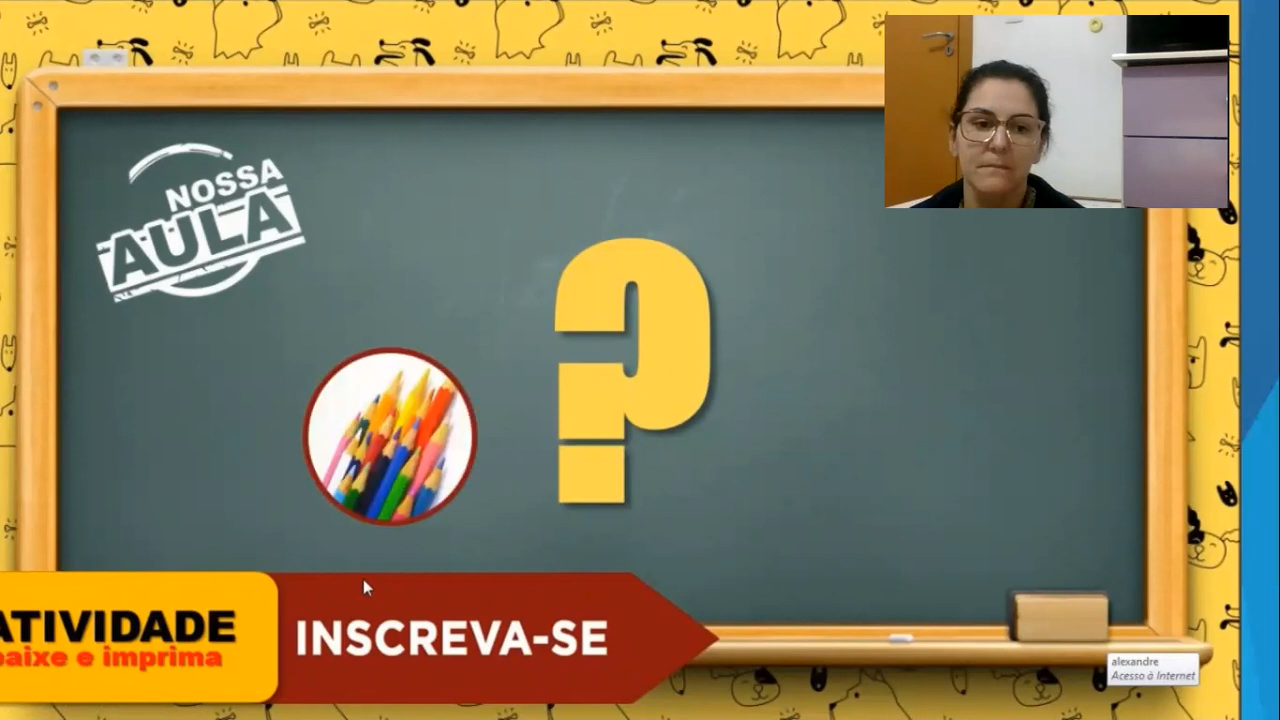 NOSSA
AULA
ATIVIDADE
baixe e imprima
INSCREVA-SE
alexandre
Acesso à Internet